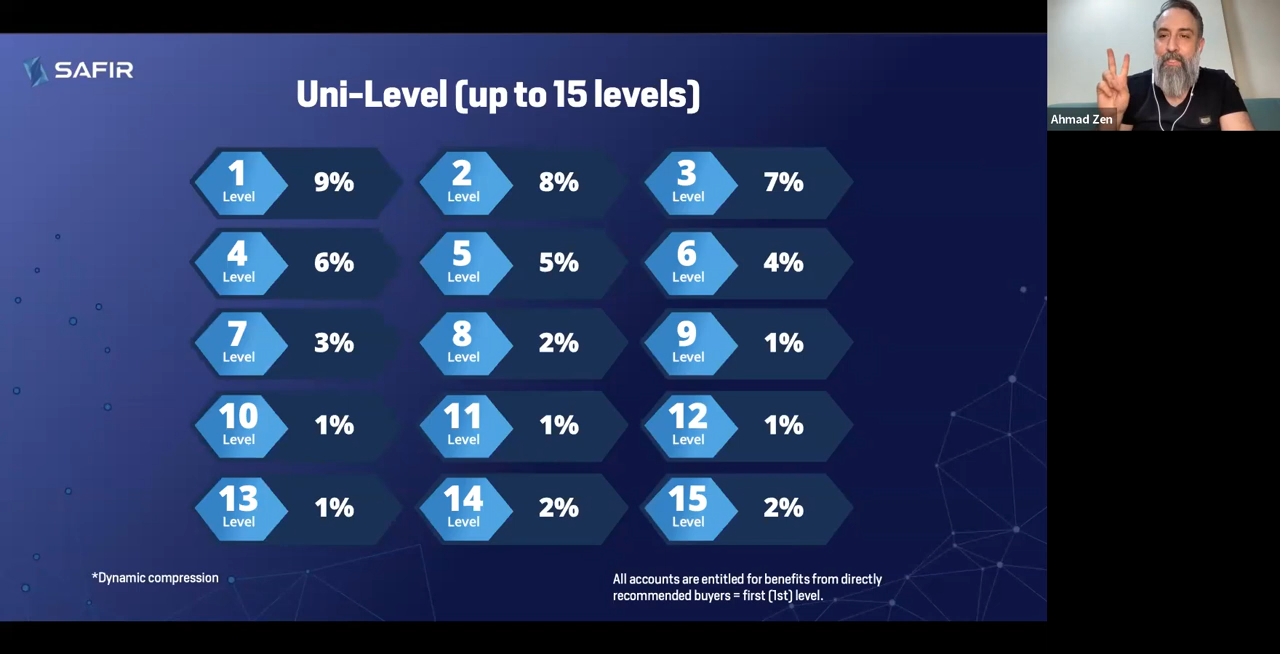 SAFIR
Uni-Level (up to 15 levels)
1 Level 9%
2 Level 8%
3 Level 7%
4 Level 6%
5 Level 5%
6 Level 4%
7 Level 3%
8 Level 2%
9 Level 1%
10 Level 1%
11 Level 1%
12 Level 1%
13 Level 1%
14 Level 2%
15 Level 2%
*Dynamic compression
All accounts are entitled for benefits from directly
recommended buyers = first (1st) level.
Ahmad Zen